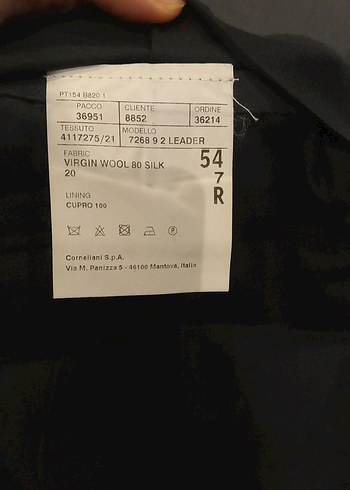 PT154 B820 1
PACCO CLIENTE ORDINE
36951 8852 36214
TESSUTO MODELLO
4117275/21 7268 9 2 LEADER
FABRIC
VIRGIN WOOL 80 SILK
20
54
7
R
LINING
CUPRO 100
Corneliani S.p.A.
Via M. Panizza 5 - 46100 Mantova, Italia